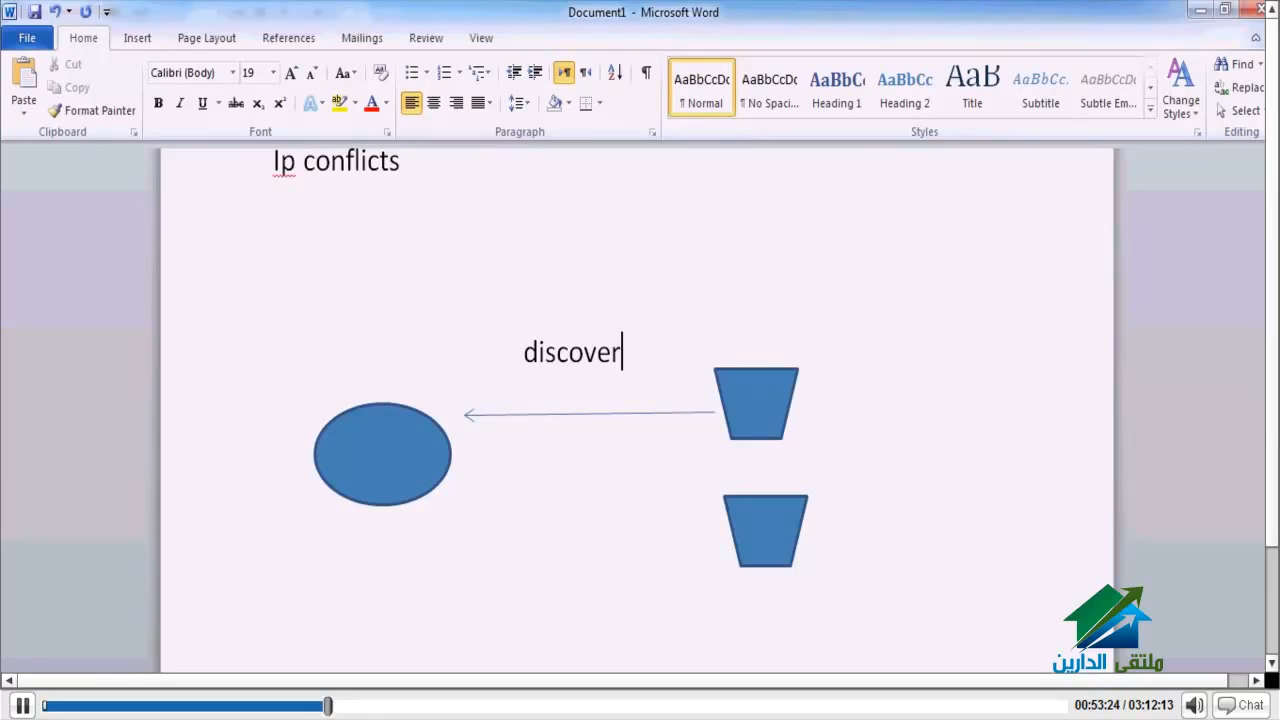 Document1 - Microsoft Word
File Home Insert Page Layout References Mailings Review View
Cut
Copy
Format Painter
Paste
Clipboard
Calibri (Body) 19
Font
Paragraph
AaBbCcDc AaBbCcDc AaBbC AaBbCc AaB AaBbCc. AaBbCcDc
¶ Normal ¶ No Spaci... Heading 1 Heading 2 Title Subtitle Subtle Em...
Change Styles
Styles
Find
Replac
Select
Editing
Ip conflicts
discover
ملتقى الدارين
00:53:24 / 03:12:13
Chat